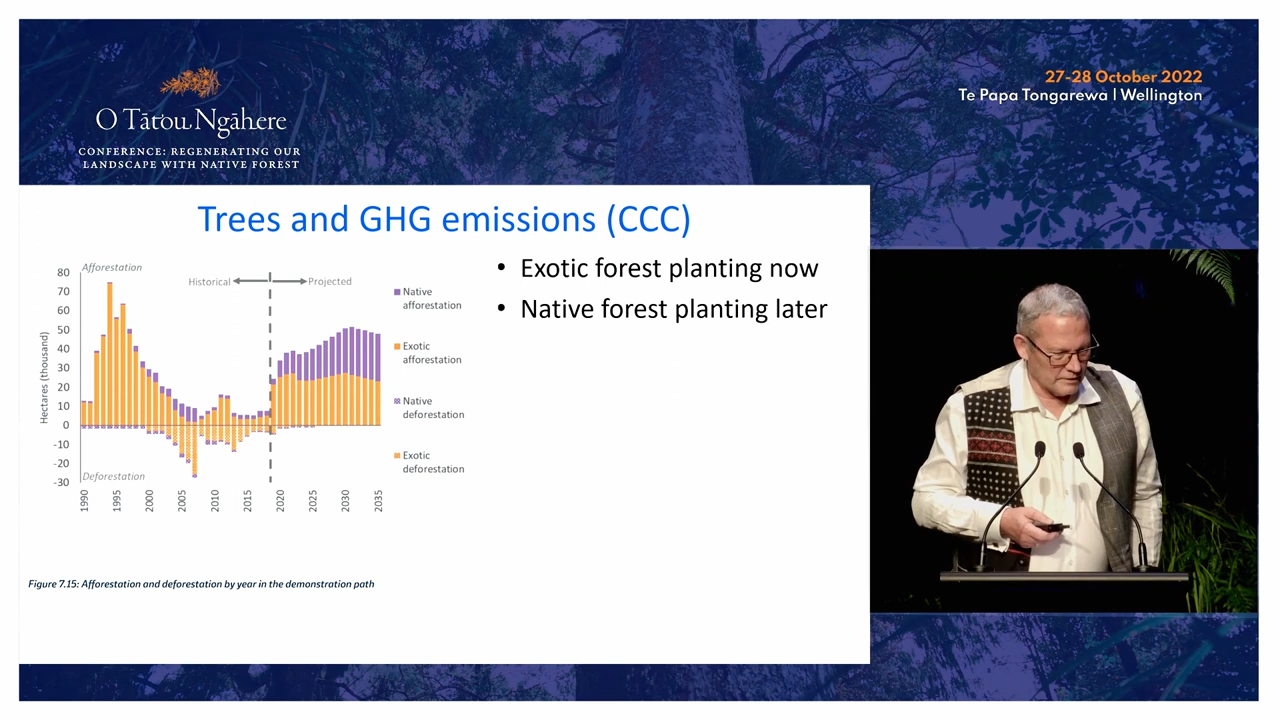 27-28 October 2022
Te Papa Tongarewa | Wellington
O Tātou Ngāhere
CONFERENCE: REGENERATING OUR
LANDSCAPE WITH NATIVE FOREST
Trees and GHG emissions (CCC)
• Exotic forest planting now
• Native forest planting later
Afforestation
Historical
Projected
80
70
60
50
40
30
20
10
0
-10
-20
-30
Hectares (thousand)
Deforestation
1990
1995
2000
2005
2010
2015
2020
2025
2030
2035
Native
afforestation
Exotic
afforestation
Native
deforestation
Exotic
deforestation
Figure 7.15: Afforestation and deforestation by year in the demonstration path